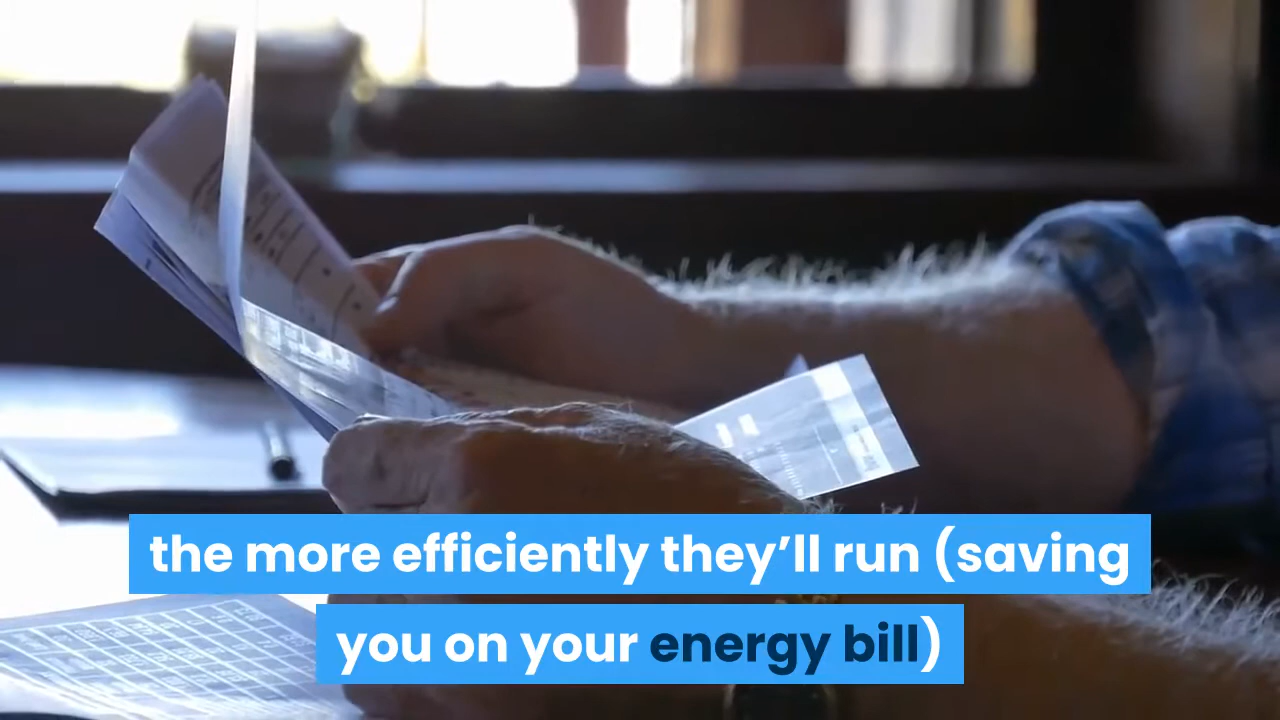 the more efficiently they’ll run (saving
you on your energy bill)